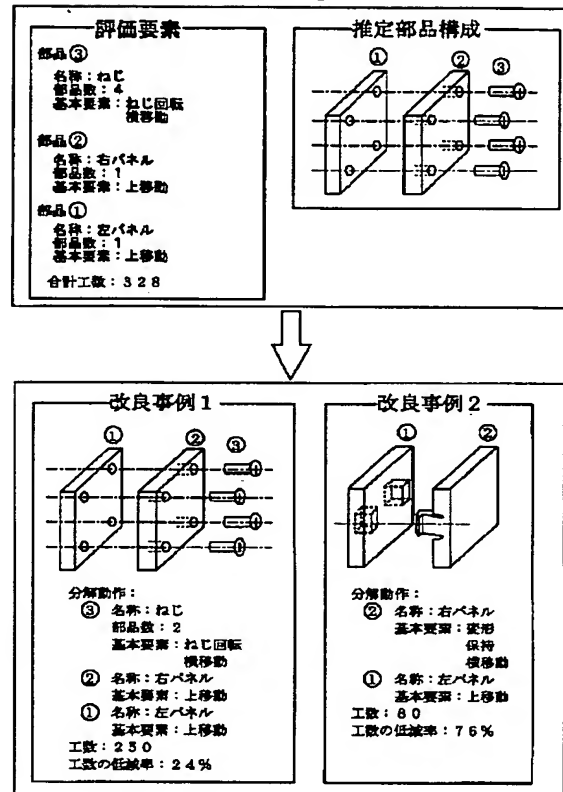 評価要素
部品③
名称:ねじ
部品数:4
基本要素:ねじ回転
横移動
部品②
名称:右パネル
部品数:1
基本要素:上移動
部品①
名称:左パネル
部品数:1
基本要素:上移動
合計工数:328
推定部品構成
① ② ③
改良事例1
① ② ③
分解動作:
③ 名称:ねじ
部品数:2
基本要素:ねじ回転
横移動
② 名称:右パネル
基本要素:上移動
① 名称:左パネル
基本要素:上移動
工数:250
工数の低減率:24%
改良事例2
① ②
分解動作:
② 名称:右パネル
基本要素:変形
保持
横移動
① 名称:左パネル
基本要素:上移動
工数:80
工数の低減率:76%